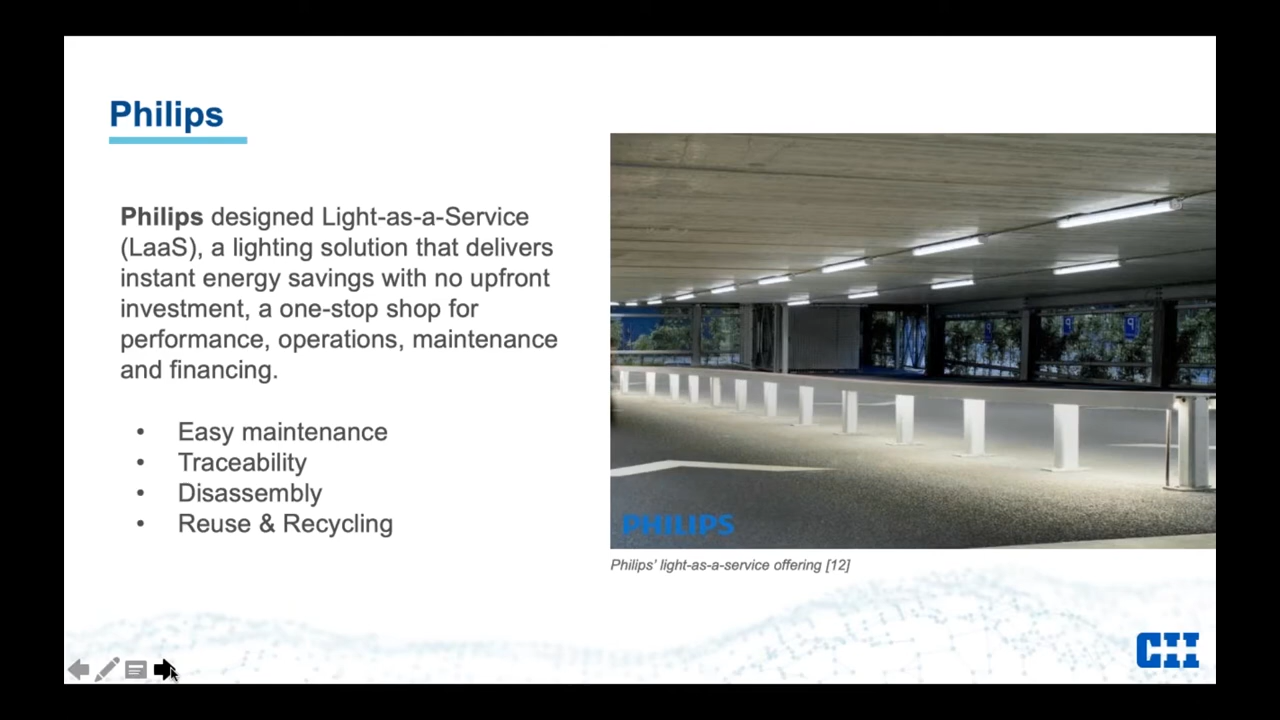 Philips
Philips designed Light-as-a-Service
(LaaS), a lighting solution that delivers
instant energy savings with no upfront
investment, a one-stop shop for
performance, operations, maintenance
and financing.
• Easy maintenance
• Traceability
• Disassembly
• Reuse & Recycling
P
P
P
PHILIPS
Philips' light-as-a-service offering [12]
CII